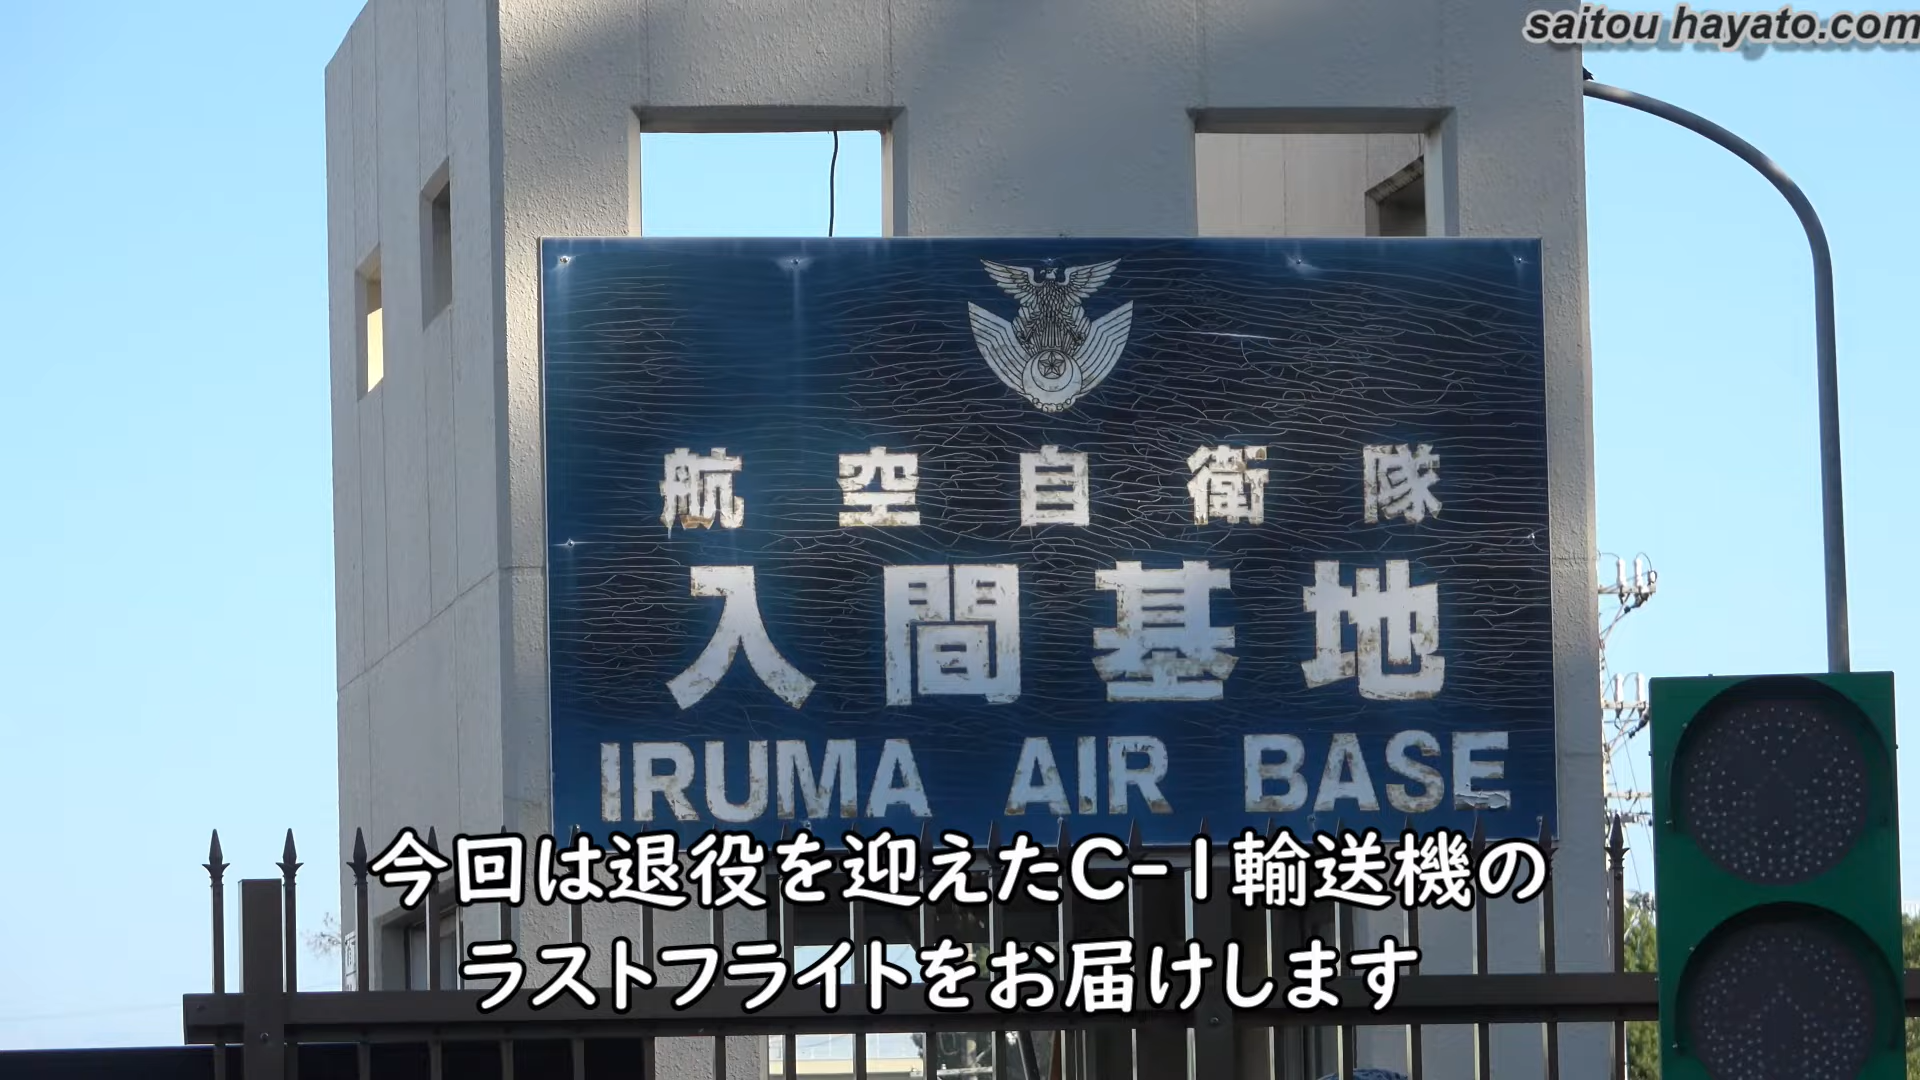 saitou hayato.com
航空自衛隊
入間基地
IRUMA AIR BASE
今回は退役を迎えたC-1輸送機の
ラストフライトをお届けします